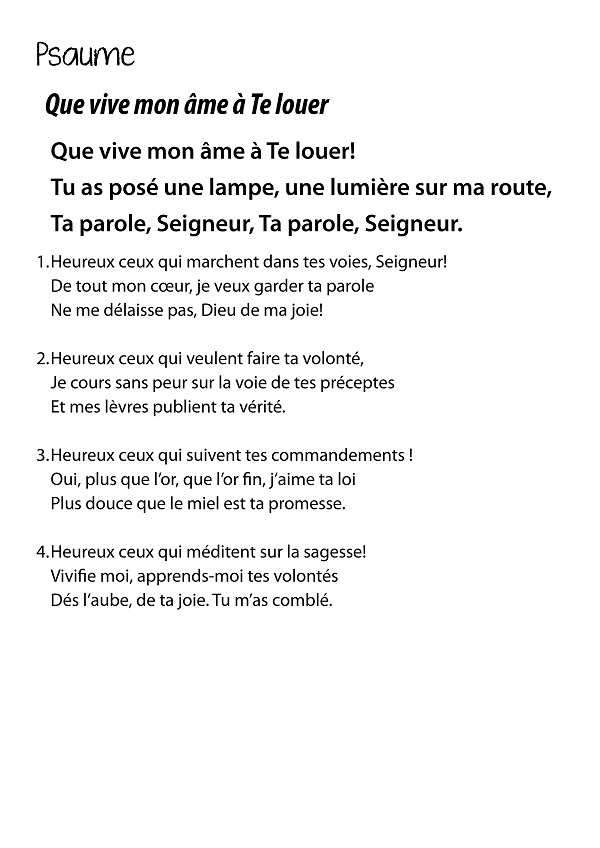 Psaume
Que vive mon âme à Te louer
Que vive mon âme à Te louer!
Tu as posé une lampe, une lumière sur ma route,
Ta parole, Seigneur, Ta parole, Seigneur.
1.Heureux ceux qui marchent dans tes voies, Seigneur!
De tout mon cœur, je veux garder ta parole
Ne me délaisse pas, Dieu de ma joie!
2.Heureux ceux qui veulent faire ta volonté,
Je cours sans peur sur la voie de tes préceptes
Et mes lèvres publient ta vérité.
3.Heureux ceux qui suivent tes commandements !
Oui, plus que l’or, que l’or fin, j’aime ta loi
Plus douce que le miel est ta promesse.
4.Heureux ceux qui méditent sur la sagesse!
Vivifie moi, apprends-moi tes volontés
Dés l’aube, de ta joie. Tu m’as comblé.